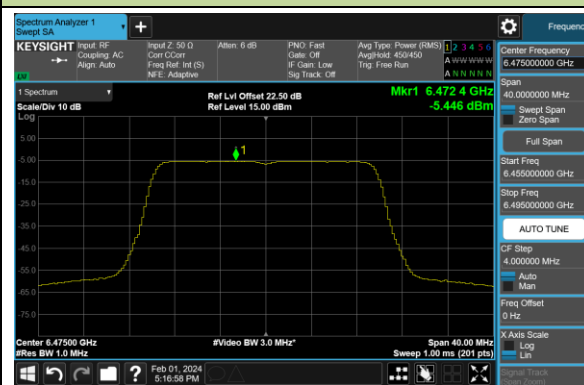 Spectrum Analyzer 1
Swept SA
+
Frequenc
KEYSIGHT
Input: RF
Coupling: AC
Align: Auto
Input Z: 50 Ω
Corr CCorr
Freq Ref: Int (S)
NFE: Adaptive
Atten: 6 dB
PNO: Fast
Gate: Off
IF Gain: Low
Sig Track: Off
Avg Type: Power (RMS)
Avg|Hold: 450/450
Trig: Free Run
1 2 3 4 5 6
A W W W W W
A N N N N N
LXI
1 Spectrum
Scale/Div 10 dB
Log
Ref Lvl Offset 22.50 dB
Ref Level 15.00 dBm
Mkr1 6.472 4 GHz
-5.446 dBm
5.00
-5.00
-15.0
-25.0
-35.0
-45.0
-55.0
-65.0
-75.0
1
Center 6.47500 GHz
#Res BW 1.0 MHz
#Video BW 3.0 MHz*
Span 40.00 MHz
Sweep 1.00 ms (201 pts)
Center Frequency
6.475000000 GHz
Span
40.0000000 MHz
Swept Span
Zero Span
Full Span
Start Freq
6.455000000 GHz
Stop Freq
6.495000000 GHz
AUTO TUNE
CF Step
4.000000 MHz
Auto
Man
Freq Offset
0 Hz
X Axis Scale
Log
Lin
Signal Track
(Span Zoom)
?
Feb 01, 2024
5:16:58 PM